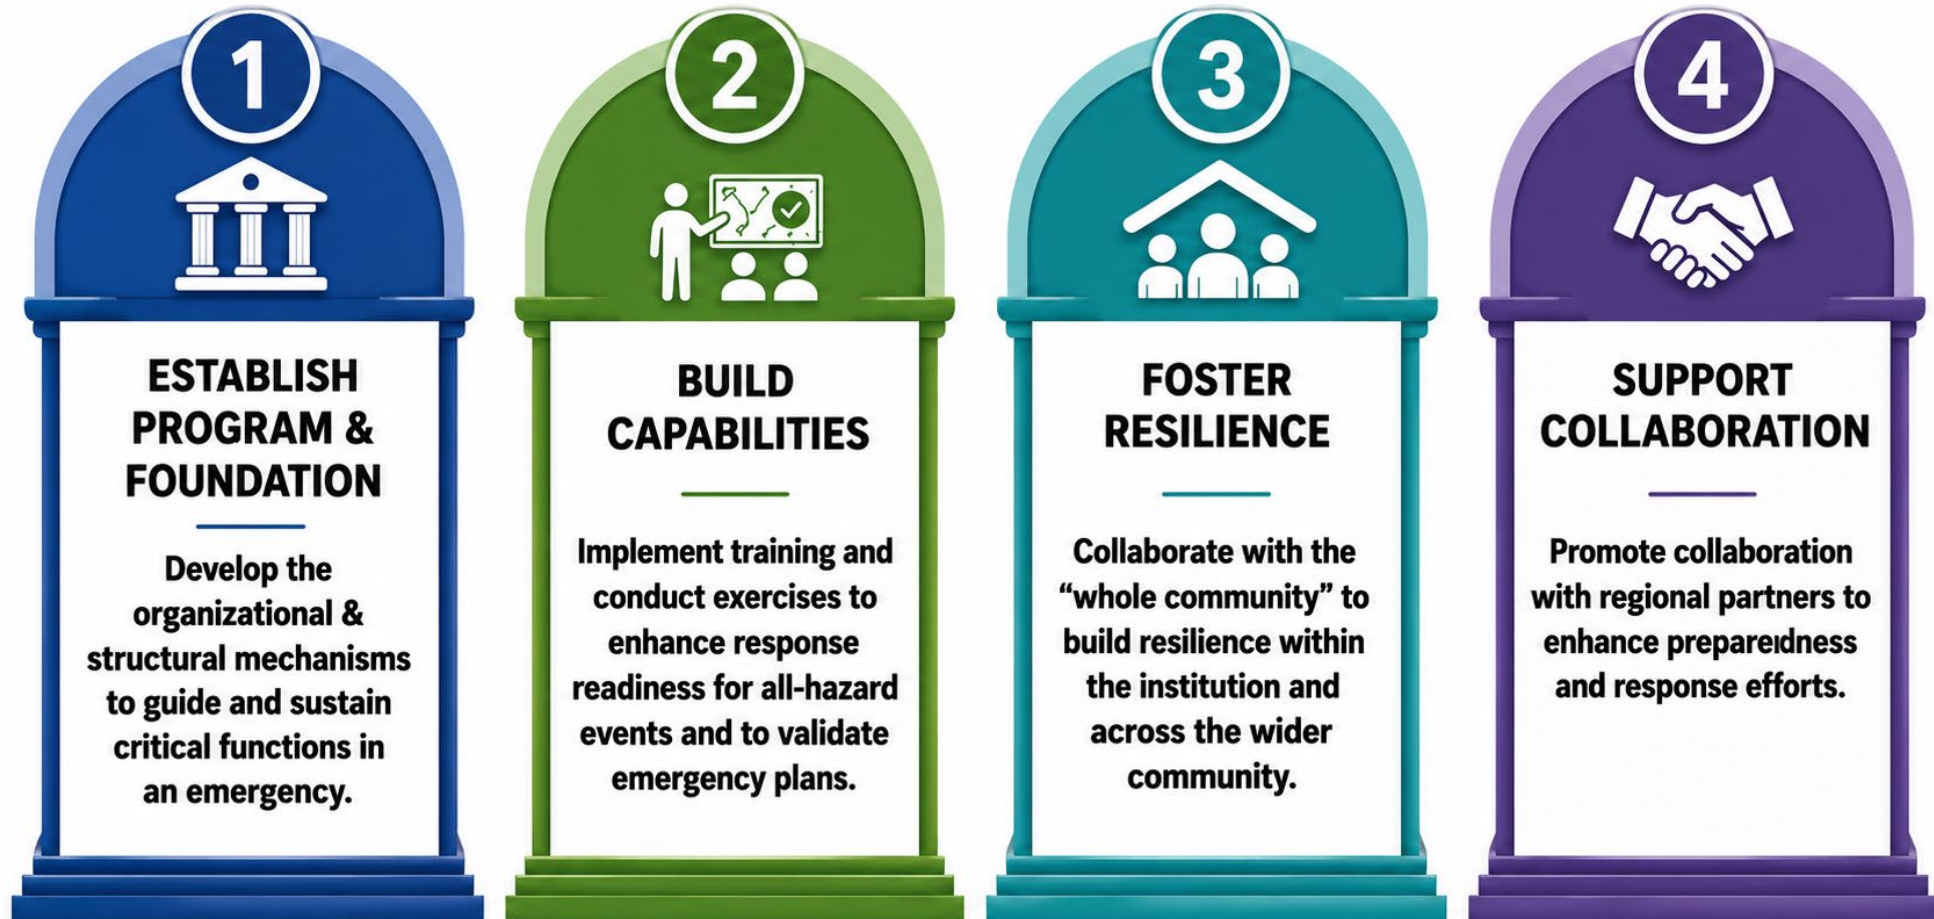 1
ESTABLISH
PROGRAM &
FOUNDATION
Develop the
organizational &
structural mechanisms
to guide and sustain
critical functions in
an emergency.
2
BUILD
CAPABILITIES
Implement training and
conduct exercises to
enhance response
readiness for all-hazard
events and to validate
emergency plans.
3
FOSTER
RESILIENCE
Collaborate with the
“whole community” to
build resilience within
the institution and
across the wider
community.
4
SUPPORT
COLLABORATION
Promote collaboration
with regional partners to
enhance preparedness
and response efforts.